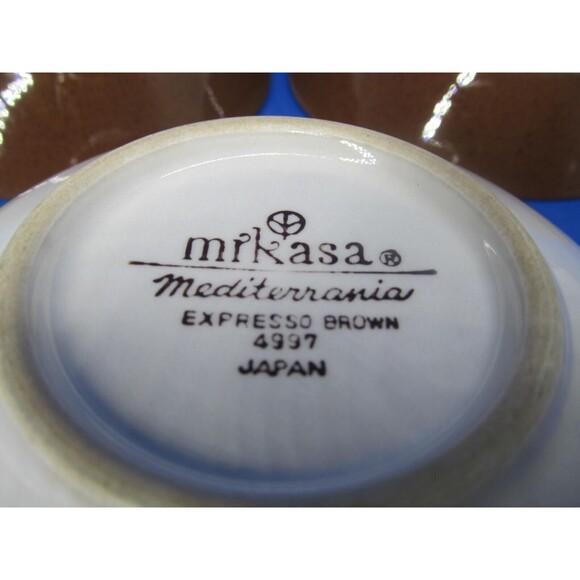 mikasa®
Mediterrania
EXPRESSO BROWN
4997
JAPAN